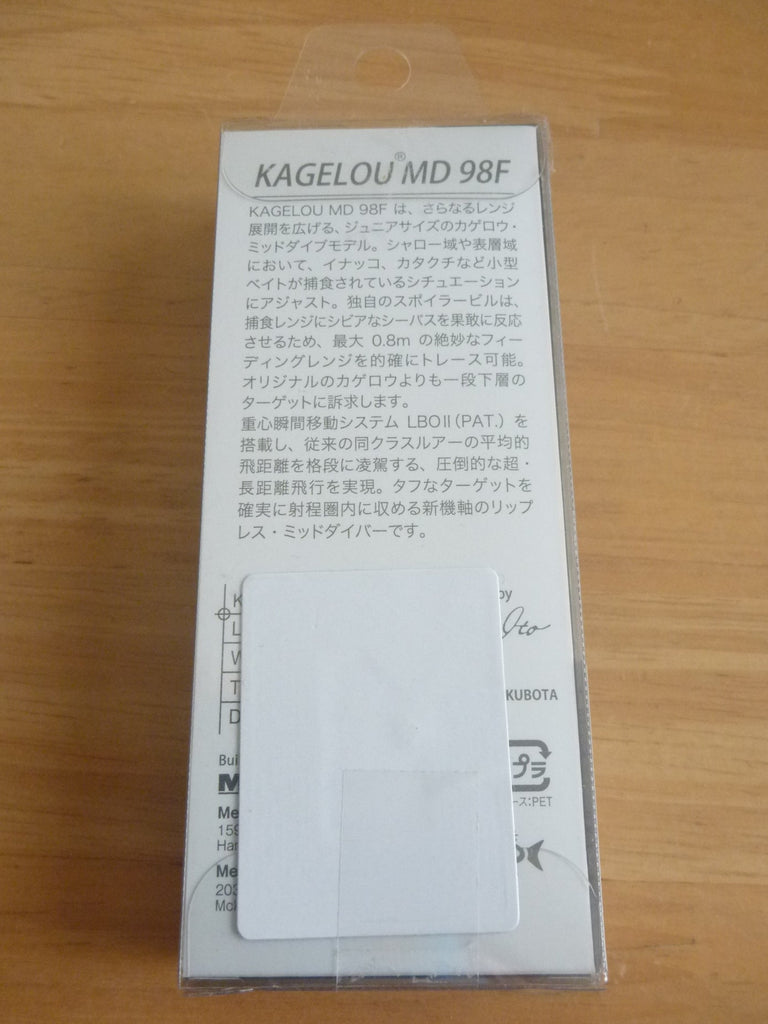 KAGELOU® MD 98F
KAGELOU MD 98F は、さらなるレンジ
展開を広げる、ジュニアサイズのカゲロウ・
ミッドダイブモデル。シャロー域や表層域
において、イナッコ、カタクチなど小型
ベイトが捕食されているシチュエーション
にアジャスト。独自のスポイラービルは、
捕食レンジにシビアなシーバスを果敢に反応
させるため、最大 0.8m の絶妙なフィー
ディングレンジを的確にトレース可能。
オリジナルのカゲロウよりも一段下層の
ターゲットに訴求します。
重心瞬間移動システム LBOII(PAT.) を
搭載し、従来の同クラスルアーの平均的
飛距離を格段に凌駕する、圧倒的な超・
長距離飛行を実現。タフなターゲットを
確実に射程圏内に収める新機軸のリップ
レス・ミッドダイバーです。
K
L
W
T
D
by
Ito
KUBOTA
Bui
M
プラ
ース:PET
Me
159
Har
Me
203
Mck